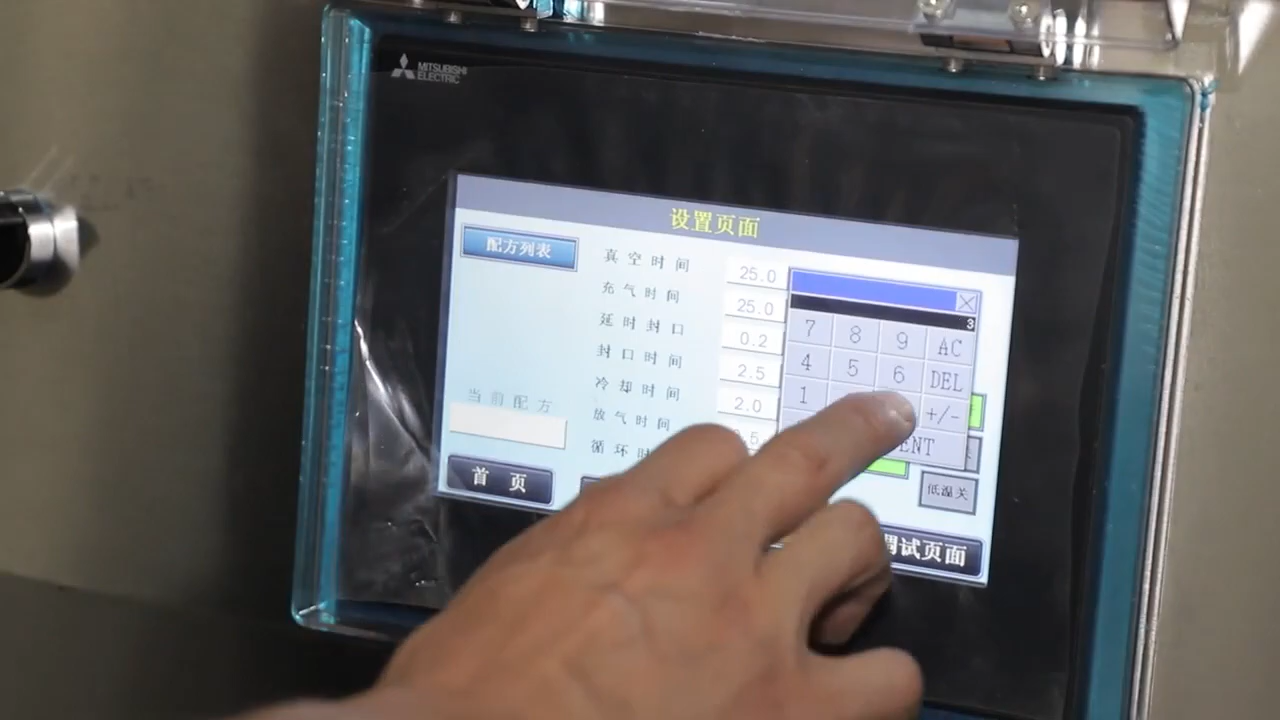 MITSUBISHI
ELECTRIC
设置页面
配方列表
真空时间 25.0
充气时间 25.0
延时封口 0.2
封口时间 2.5
冷却时间 2.0
放气时间
循环时
当前配方
首页
3
7 8 9 AC
4 5 6 DEL
1 +/-
ENT
低温关
调试页面